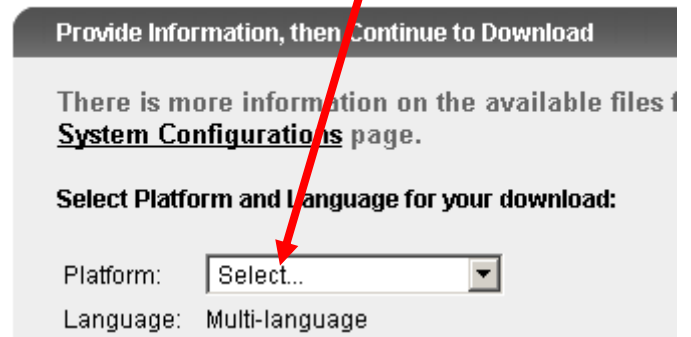 Provide Information, then Continue to Download
There is more information on the available files
System Configurations page.
Select Platform and Language for your download:
Platform: Select...
Language: Multi-language